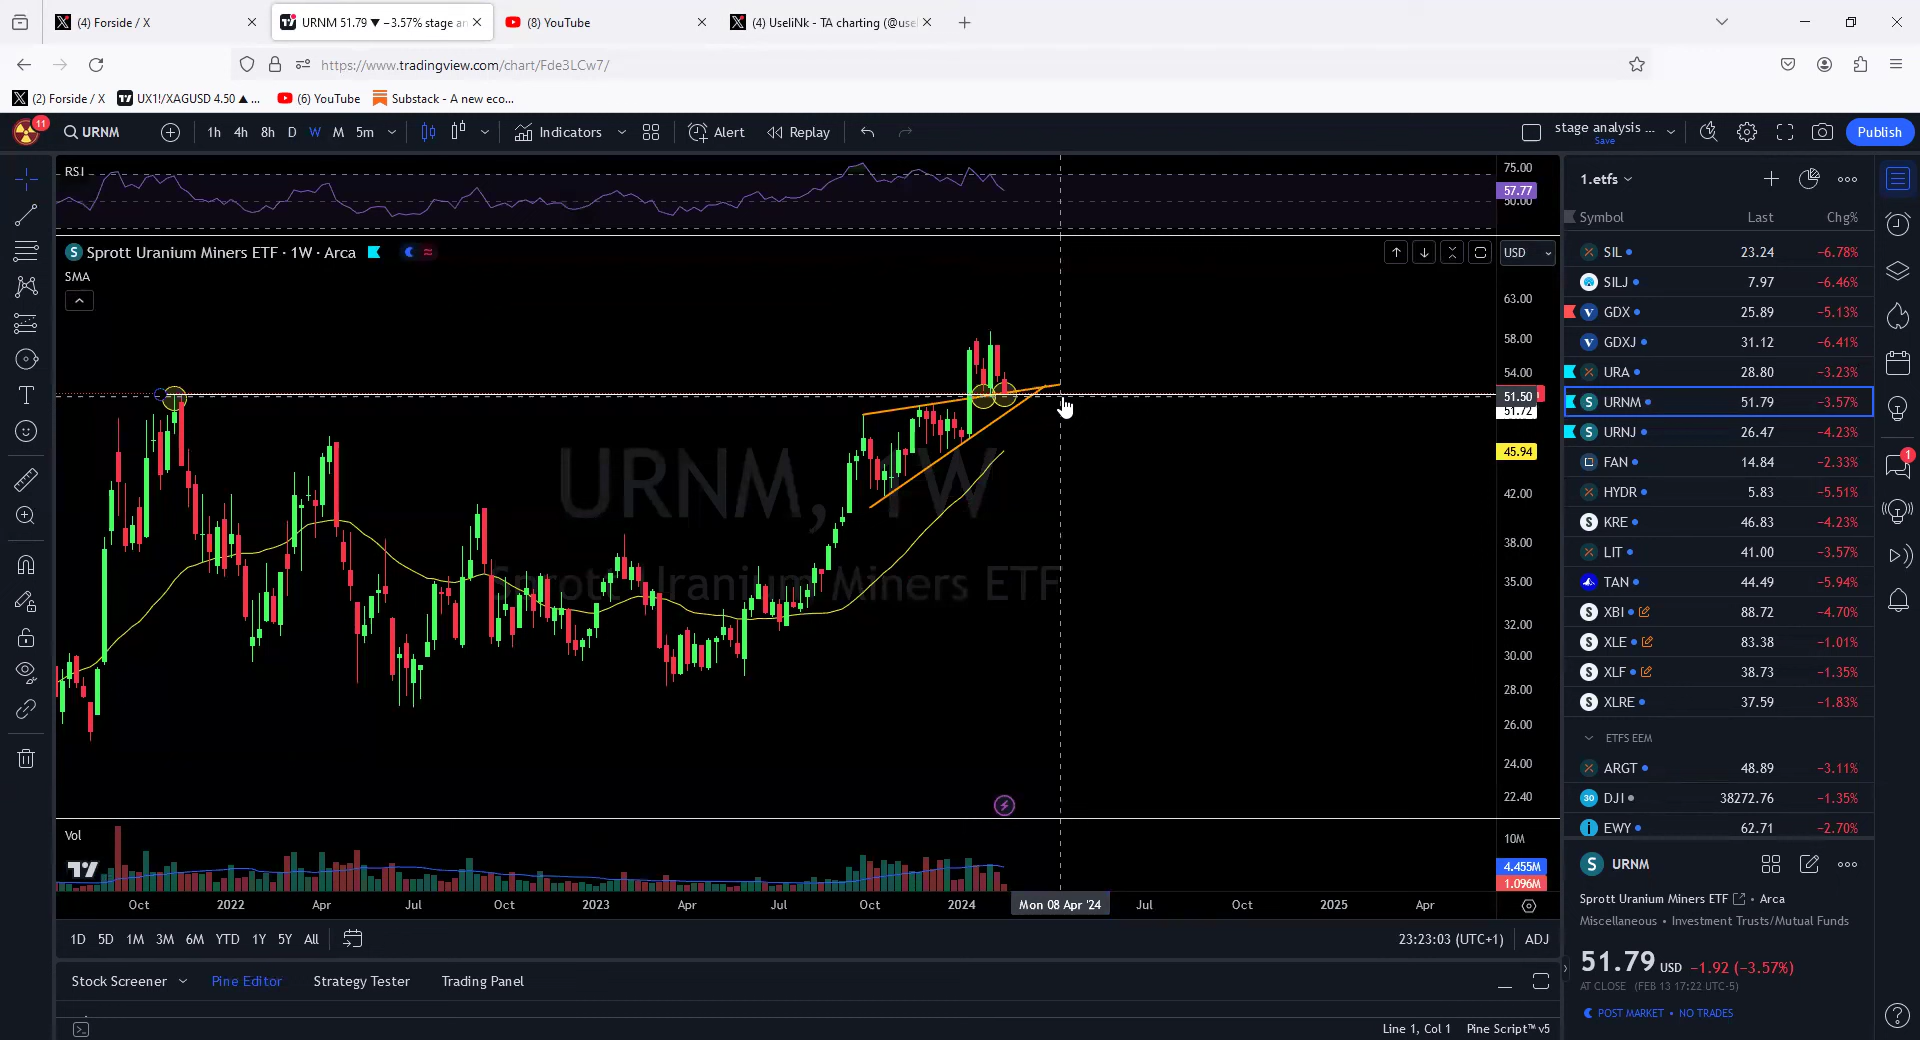 (4) Forside / X
URNM 51.79 ▼ −3.57% stage an
(8) YouTube
(4) UseliNk - TA charting (@use
https://www.tradingview.com/chart/Fde3LCw7/
(2) Forside / X
UX1!/XAGUSD 4.50 ▲ ...
(6) YouTube
Substack - A new eco...
11
URNM
1h 4h 8h D W M 5m
Indicators
Alert
Replay
stage analysis ...
Save
Publish
RSI
75.00
57.77
50.00
Sprott Uranium Miners ETF · 1W · Arca
USD
SMA
63.00
58.00
54.00
51.50
51.72
45.94
42.00
38.00
35.00
32.00
30.00
28.00
26.00
24.00
22.40
URNM, 1W
Sprott Uranium Miners ETF
Vol
10M
4.455M
1.096M
Oct 2022 Apr Jul Oct 2023 Apr Jul Oct 2024 Mon 08 Apr '24 Jul Oct 2025 Apr
1D 5D 1M 3M 6M YTD 1Y 5Y All
23:23:03 (UTC+1) ADJ
Stock Screener Pine Editor Strategy Tester Trading Panel
Line 1, Col 1 Pine Script™ v5
1.etfs
Symbol Last Chg%
SIL 23.24 −6.78%
SILJ 7.97 −6.46%
GDX 25.89 −5.13%
GDXJ 31.12 −6.41%
URA 28.80 −3.23%
URNM 51.79 −3.57%
URNJ 26.47 −4.23%
FAN 14.84 −2.33%
HYDR 5.83 −5.51%
KRE 46.83 −4.23%
LIT 41.00 −3.57%
TAN 44.49 −5.94%
XBI 88.72 −4.70%
XLE 83.38 −1.01%
XLF 38.73 −1.35%
XLRE 37.59 −1.83%
ETFS EEM
ARGT 48.89 −3.11%
DJI 38272.76 −1.35%
EWY 62.71 −2.70%
URNM
Sprott Uranium Miners ETF • Arca
Miscellaneous • Investment Trusts/Mutual Funds
51.79 USD −1.92 (−3.57%)
AT CLOSE (FEB 13 17:22 UTC-5)
POST MARKET • NO TRADES
1